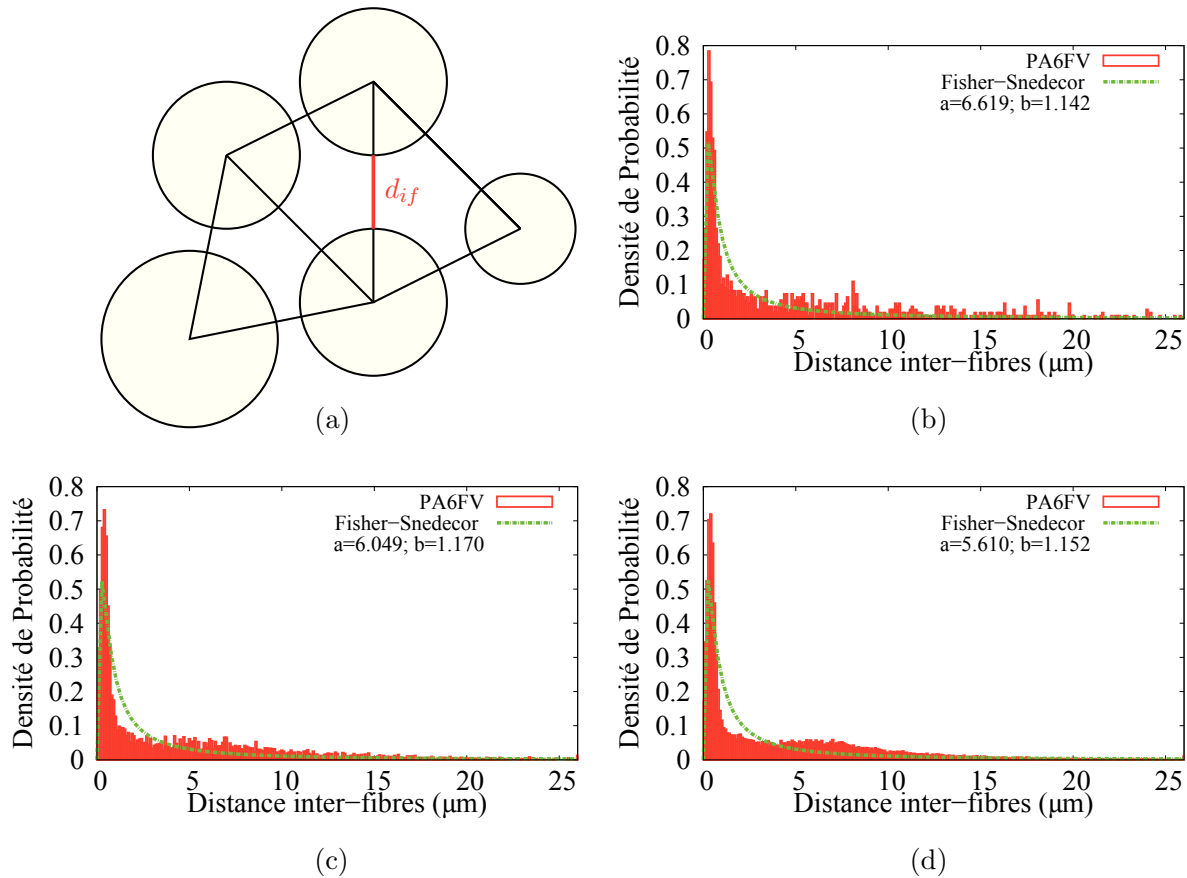 d_{if}
(a)
Densité de Probabilité
0.8
0.7
0.6
0.5
0.4
0.3
0.2
0.1
0
PA6FV
Fisher−Snedecor
a=6.619; b=1.142
0 5 10 15 20 25
Distance inter−fibres (μm)
(b)
Densité de Probabilité
0.8
0.7
0.6
0.5
0.4
0.3
0.2
0.1
0
PA6FV
Fisher−Snedecor
a=6.049; b=1.170
0 5 10 15 20 25
Distance inter−fibres (μm)
(c)
Densité de Probabilité
0.8
0.7
0.6
0.5
0.4
0.3
0.2
0.1
0
PA6FV
Fisher−Snedecor
a=5.610; b=1.152
0 5 10 15 20 25
Distance inter−fibres (μm)
(d)